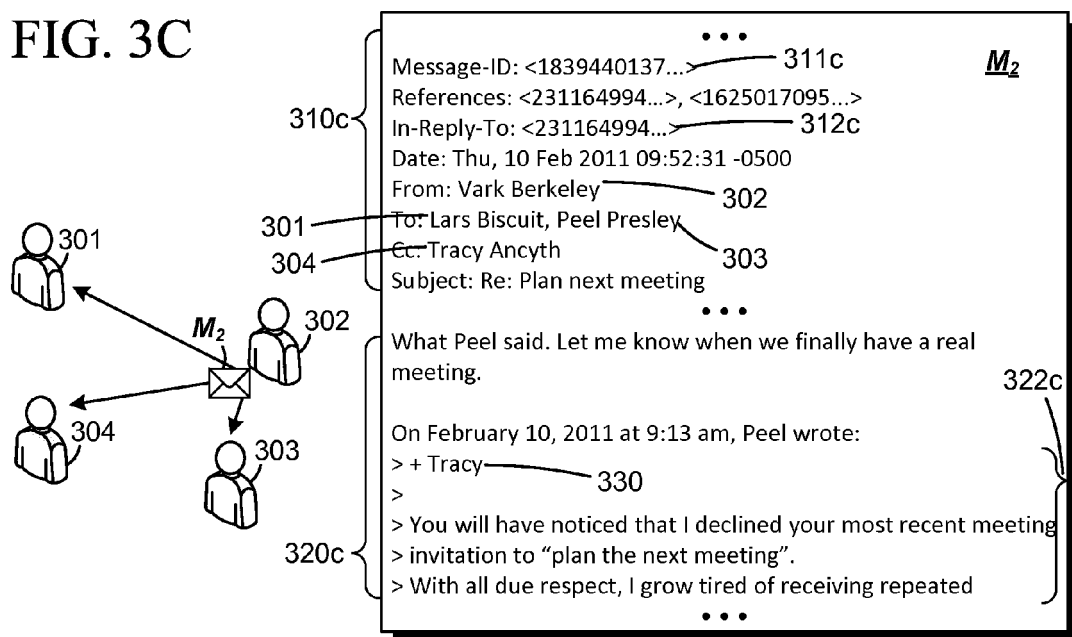 FIG. 3C
• • •
M2
Message-ID: <1839440137...>
311c
References: <231164994...>, <1625017095...>
310c
In-Reply-To: <231164994...>
312c
Date: Thu, 10 Feb 2011 09:52:31 -0500
From: Vark Berkeley
302
301
To: Lars Biscuit, Peel Presley
303
304
Cc: Tracy Ancyth
Subject: Re: Plan next meeting
• • •
301
302
M2
304
303
What Peel said. Let me know when we finally have a real
meeting.
322c
On February 10, 2011 at 9:13 am, Peel wrote:
> + Tracy
330
>
> You will have noticed that I declined your most recent meeting
320c
> invitation to “plan the next meeting”.
> With all due respect, I grow tired of receiving repeated
• • •